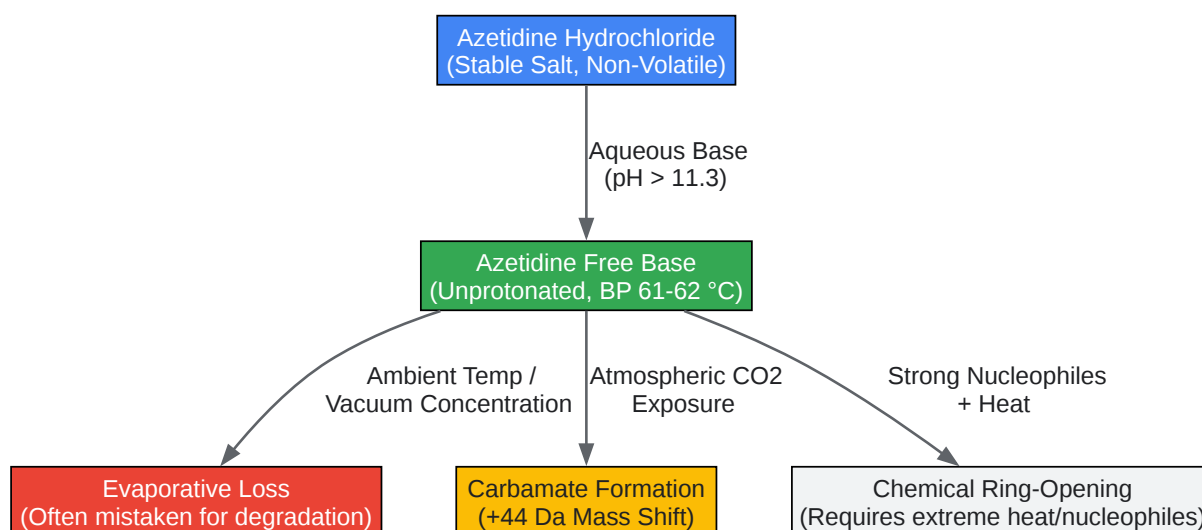 Azetidine Hydrochloride
(Stable Salt, Non-Volatile)
Aqueous Base
(pH > 11.3)
Azetidine Free Base
(Unprotonated, BP 61-62 °C)
Ambient Temp /
Vacuum Concentration
Atmospheric CO2
Exposure
Strong Nucleophiles
+ Heat
Evaporative Loss
(Often mistaken for degradation)
Carbamate Formation
(+44 Da Mass Shift)
Chemical Ring-Opening
(Requires extreme heat/nucleophiles)